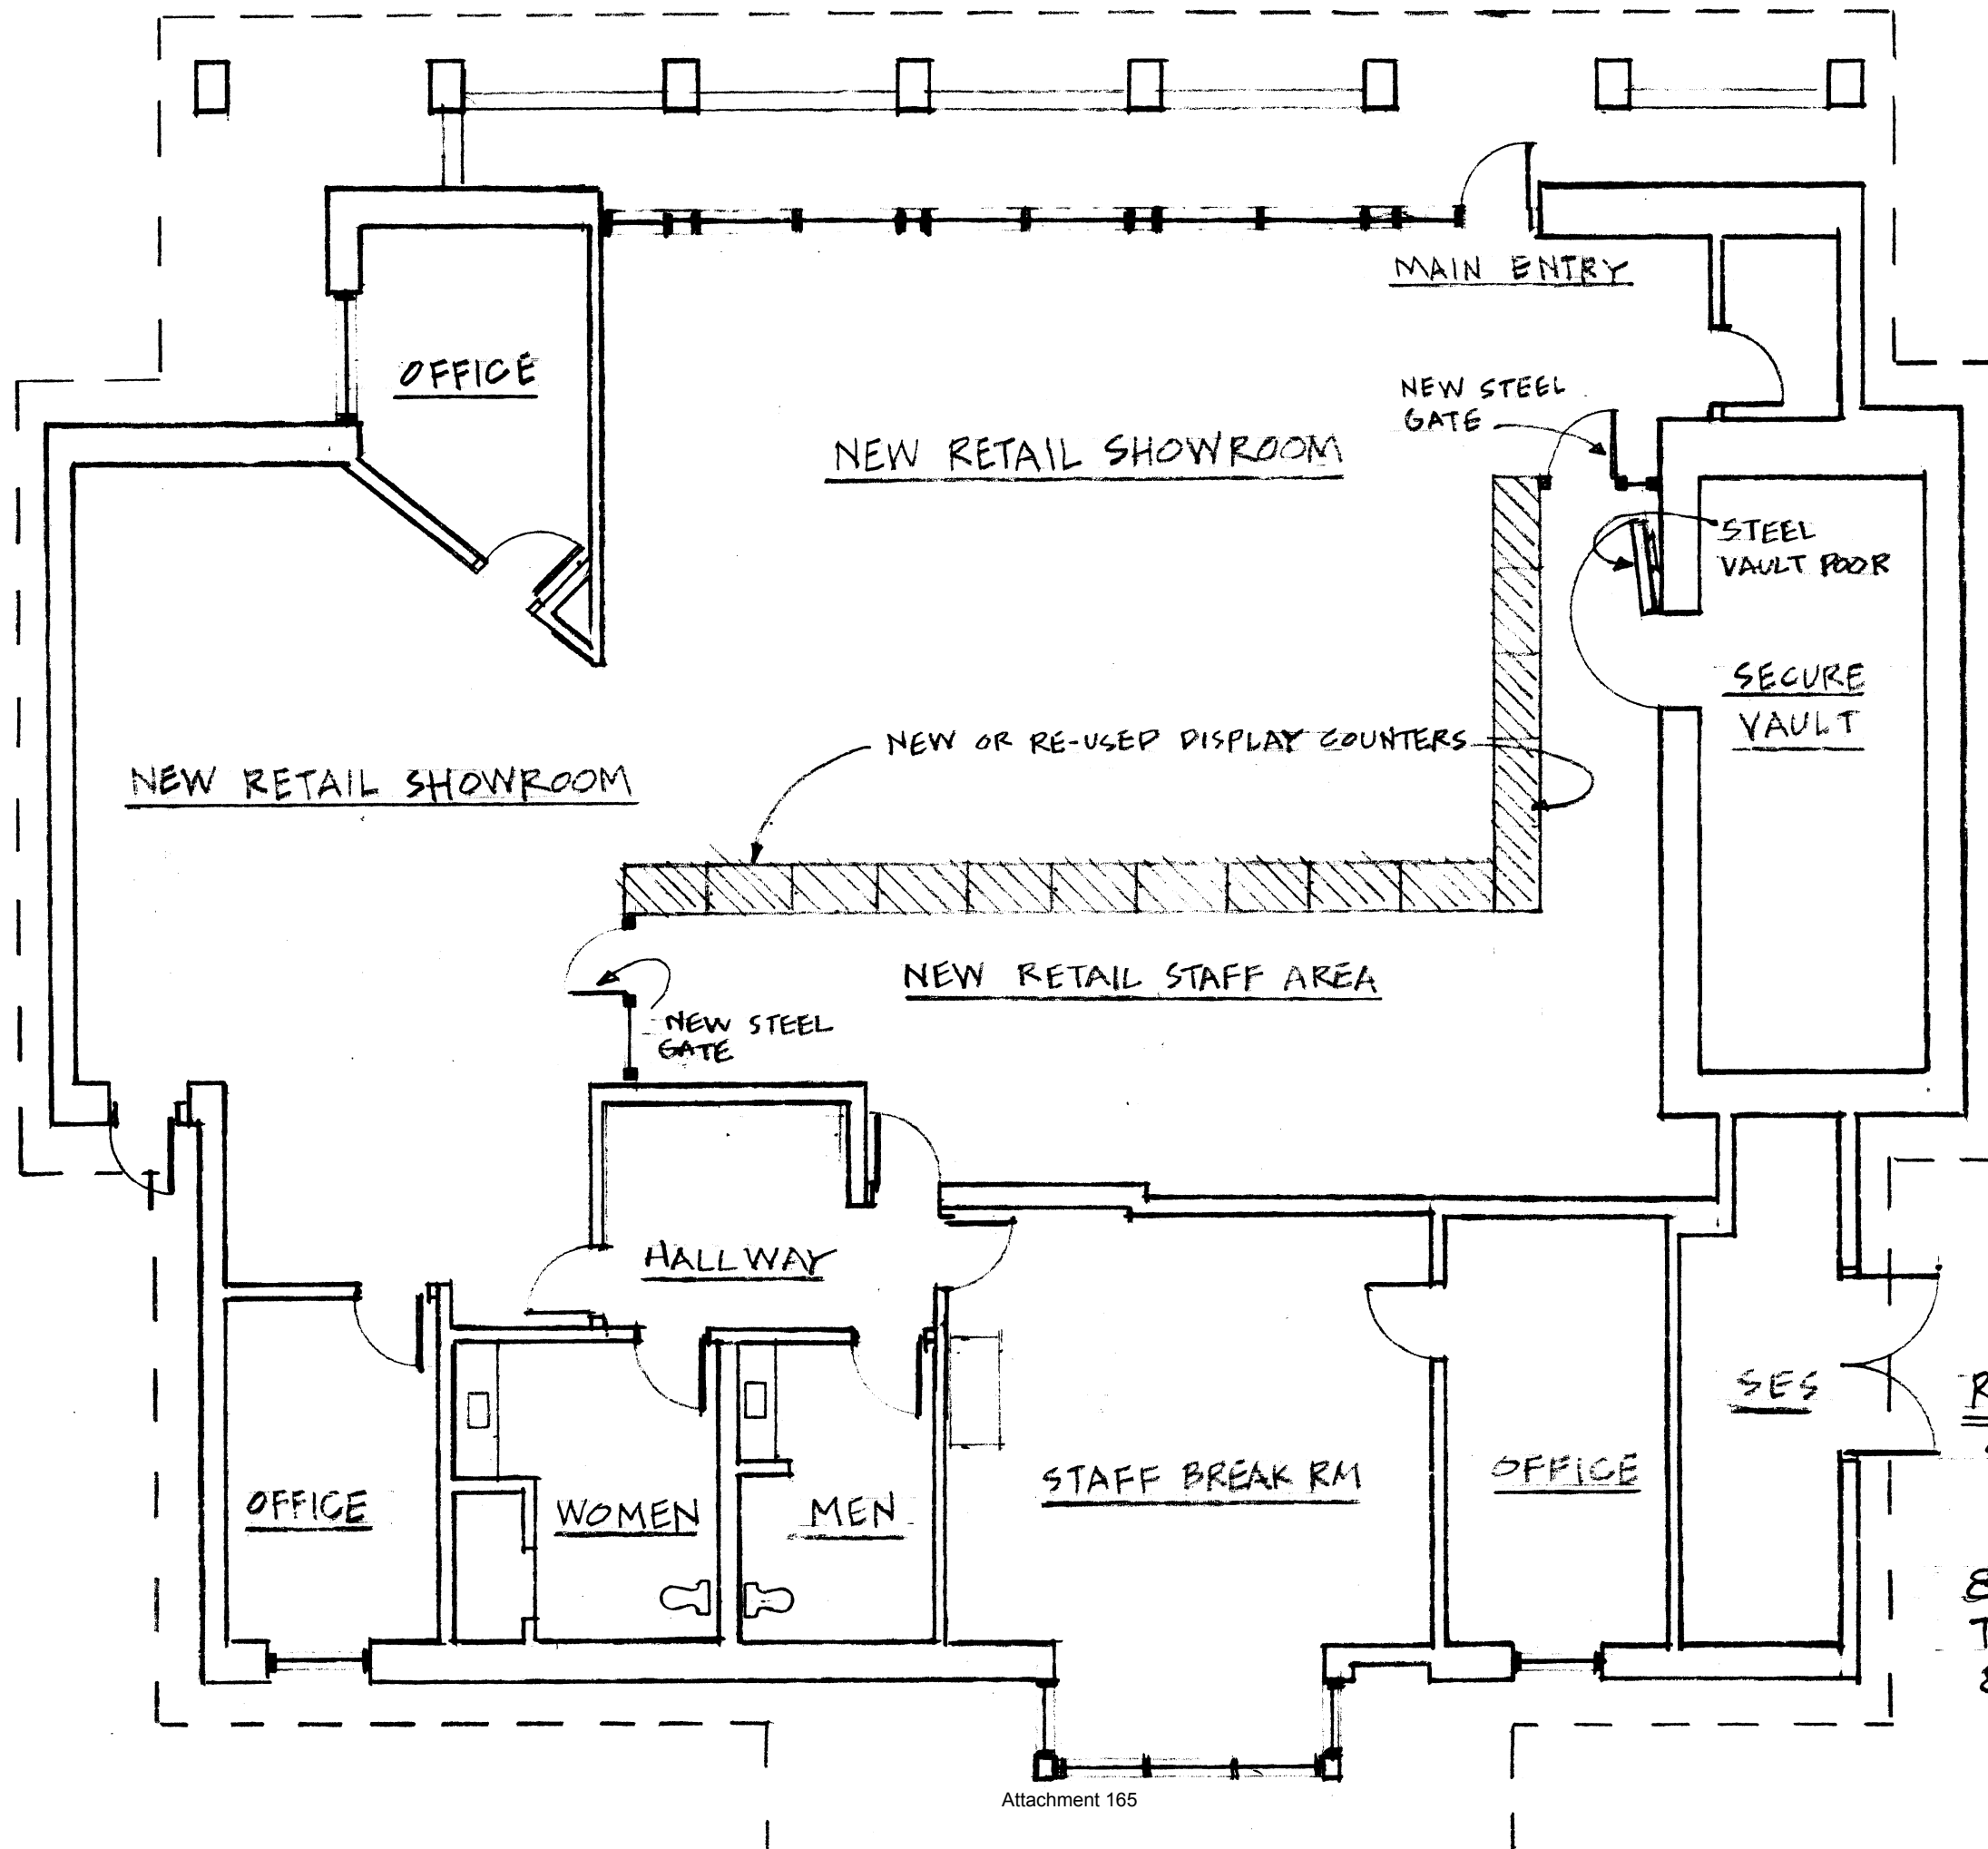 MAIN ENTRY
OFFICE
NEW STEEL
GATE
NEW RETAIL SHOWROOM
STEEL
VAULT DOOR
SECURE
VAULT
NEW OR RE-USED DISPLAY COUNTERS
NEW RETAIL SHOWROOM
NEW RETAIL STAFF AREA
NEW STEEL
GATE
HALLWAY
SES
R
STAFF BREAK RM
OFFICE
OFFICE
WOMEN
MEN
8
T
Attachment 165